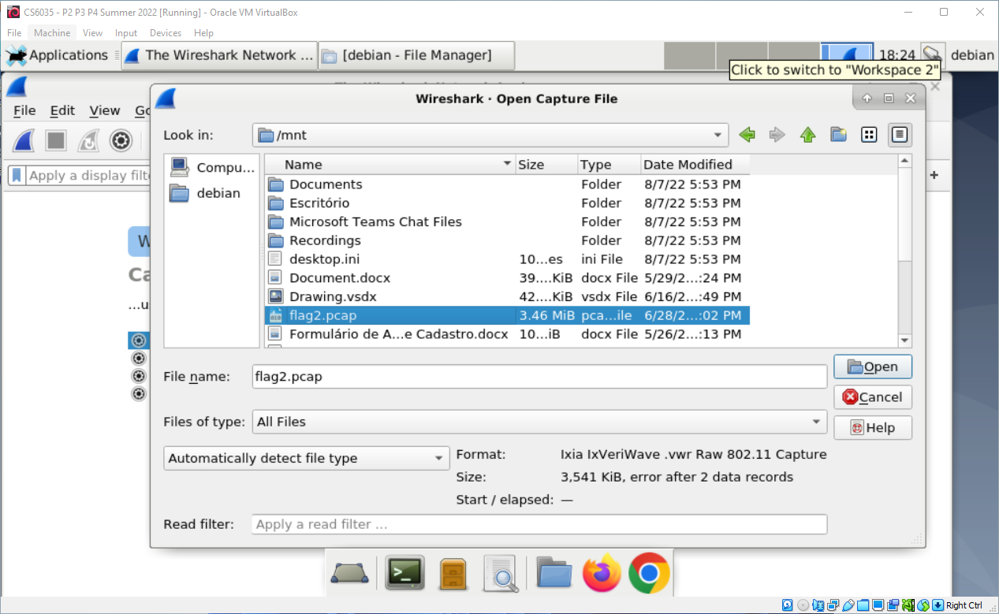 CS6035 - P2 P3 P4 Summer 2022 [Running] - Oracle VM VirtualBox
File Machine View Input Devices Help
Applications The Wireshark Network ... [debian - File Manager] 18:24 debian
Click to switch to "Workspace 2"
Wireshark · Open Capture File
File Edit View Go
Look in: /mnt
Apply a display filte
Compu...
debian
Name Size Type Date Modified
Documents Folder 8/7/22 5:53 PM
Escritório Folder 8/7/22 5:53 PM
Microsoft Teams Chat Files Folder 8/7/22 5:53 PM
Recordings Folder 8/7/22 5:53 PM
desktop.ini 10...es ini File 8/7/22 5:53 PM
Document.docx 39....KiB docx File 5/29/2...:24 PM
Drawing.vsdx 42....KiB vsdx File 6/16/2...:49 PM
flag2.pcap 3.46 MiB pca...ile 6/28/2...:02 PM
Formulário de A...e Cadastro.docx 10...iB docx File 5/26/2...:13 PM
W
Ca
...u
File name: flag2.pcap
Open
Cancel
Files of type: All Files
Help
Automatically detect file type
Format: Ixia IxVeriWave .vwr Raw 802.11 Capture
Size: 3,541 KiB, error after 2 data records
Start / elapsed: —
Read filter: Apply a read filter ...
Right Ctrl